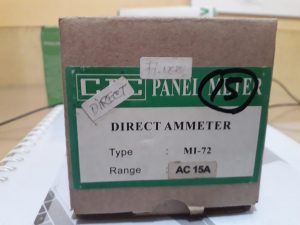 DIRECT
PANEL METER
15
DIRECT AMMETER
Type : MI-72
Range : AC 15A